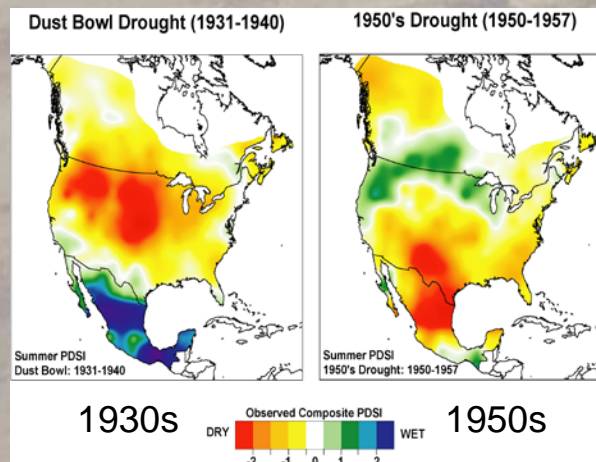 Dust Bowl Drought (1931-1940)
1950's Drought (1950-1957)
Summer PDSI
Dust Bowl: 1931-1940
Summer PDSI
1950's Drought: 1950-1957
1930s
1950s
Observed Composite PDSI
DRY
WET
-2 -1 0 1 2